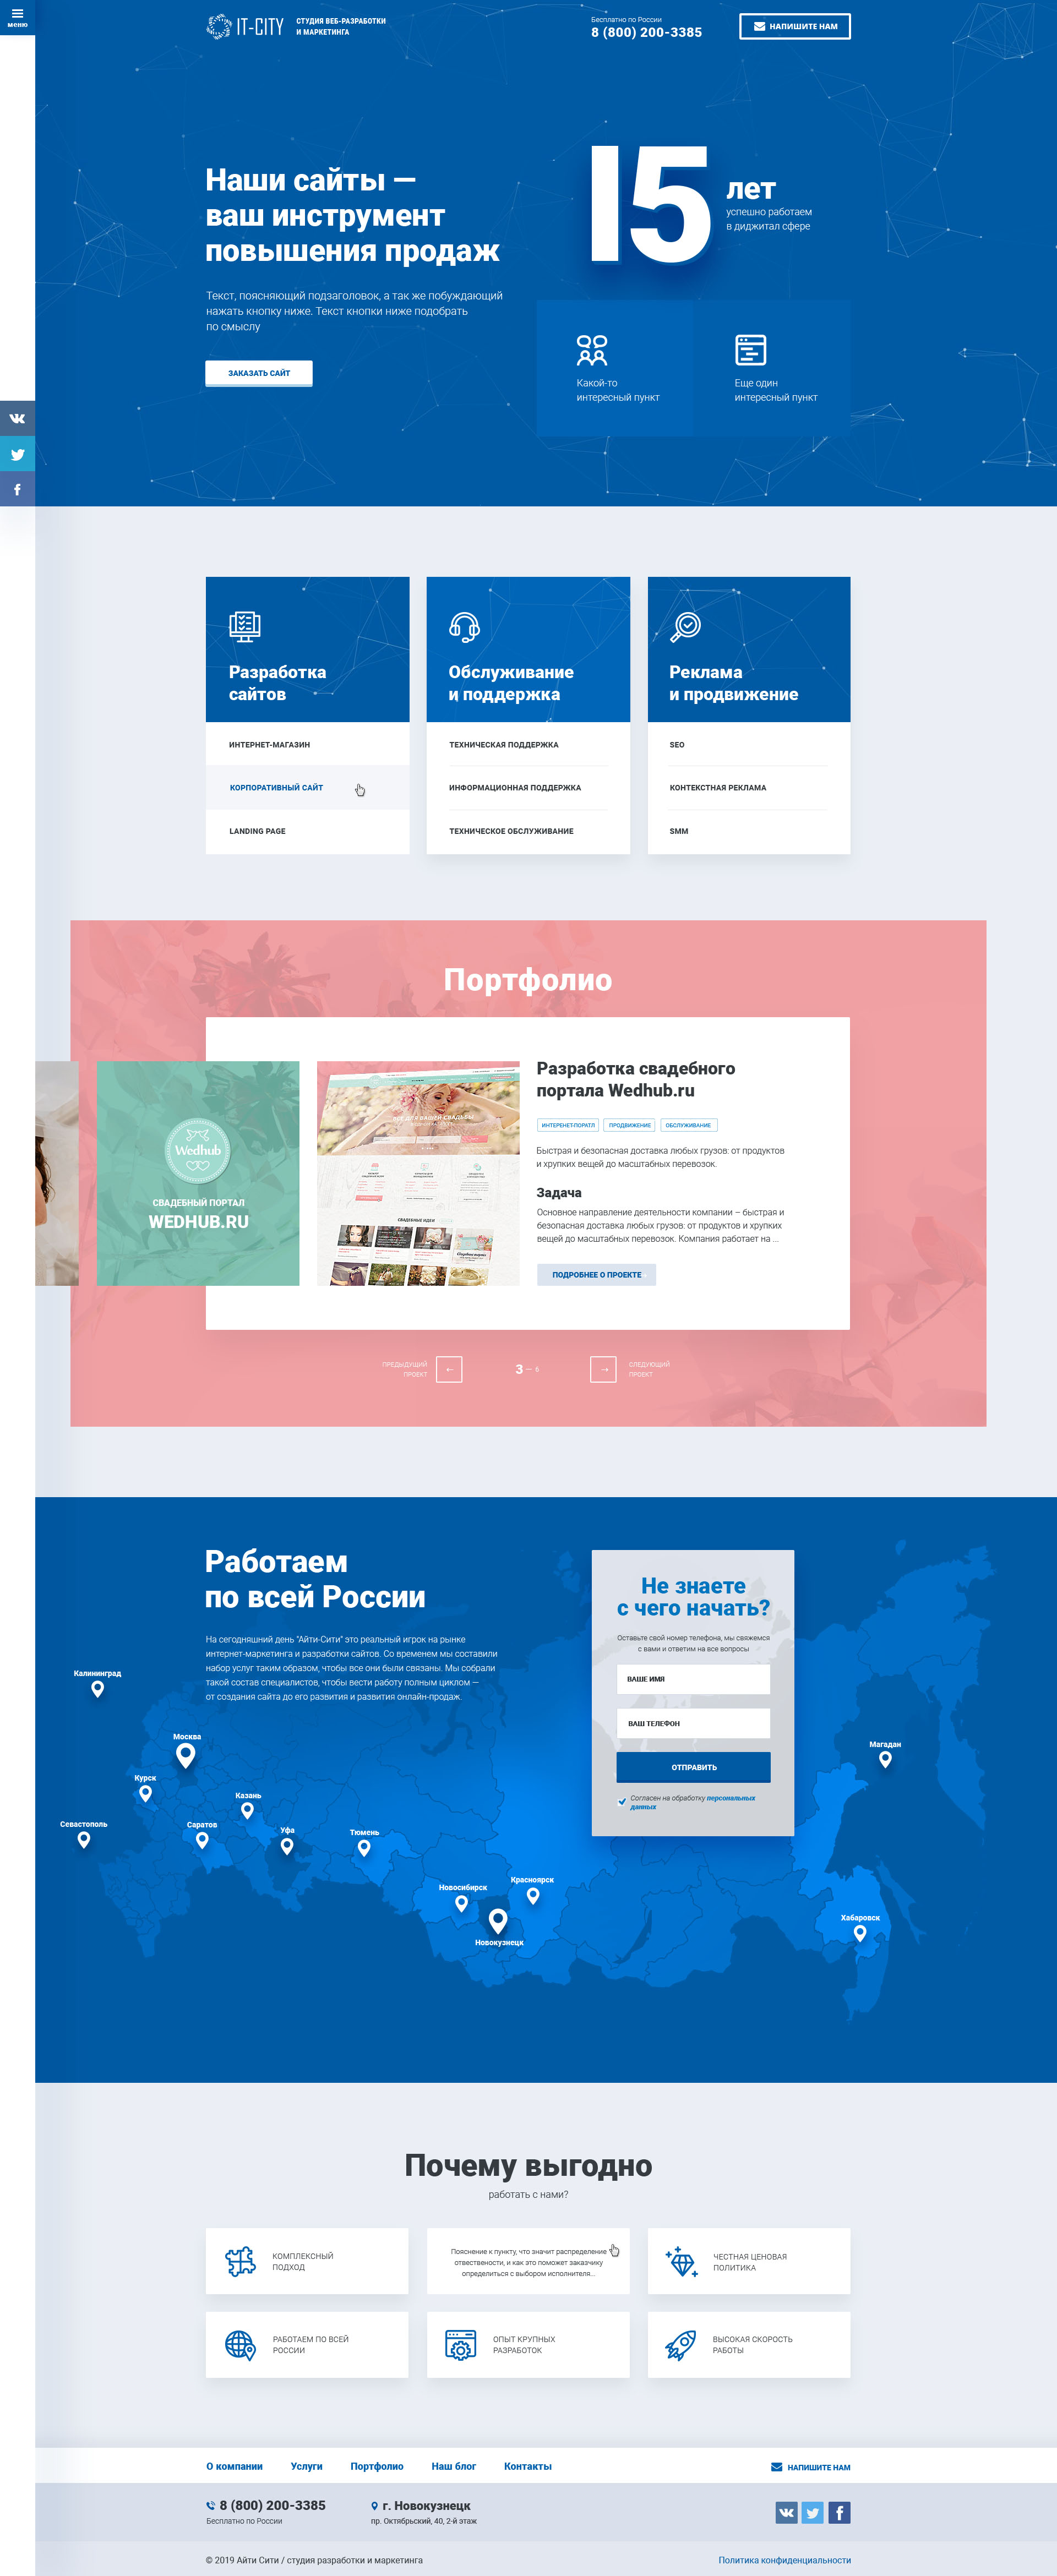 меню
IT-CITY
СТУДИЯ ВЕБ-РАЗРАБОТКИ
И МАРКЕТИНГА
Бесплатно по России
8 (800) 200-3385
НАПИШИТЕ НАМ
Наши сайты —
ваш инструмент
повышения продаж
Текст, поясняющий подзаголовок, а так же побуждающий
нажать кнопку ниже. Текст кнопки ниже подобрать
по смыслу
ЗАКАЗАТЬ САЙТ
15
лет
успешно работаем
в диджитал сфере
Какой-то
интересный пункт
Еще один
интересный пункт
Разработка
сайтов
ИНТЕРНЕТ-МАГАЗИН
КОРПОРАТИВНЫЙ САЙТ
LANDING PAGE
Обслуживание
и поддержка
ТЕХНИЧЕСКАЯ ПОДДЕРЖКА
ИНФОРМАЦИОННАЯ ПОДДЕРЖКА
ТЕХНИЧЕСКОЕ ОБСЛУЖИВАНИЕ
Реклама
и продвижение
SEO
КОНТЕКСТНАЯ РЕКЛАМА
SMM
Портфолио
Wedhub
СВАДЕБНЫЙ ПОРТАЛ
WEDHUB.RU
ВСЁ ДЛЯ ВАШЕЙ СВАДЬБЫ
СВАДЕБНЫЕ ИДЕИ
Разработка свадебного
портала Wedhub.ru
ИНТЕРЕНЕТ-ПОРАТЛ
ПРОДВИЖЕНИЕ
ОБСЛУЖИВАНИЕ
Быстрая и безопасная доставка любых грузов: от продуктов
и хрупких вещей до масштабных перевозок.
Задача
Основное направление деятельности компании – быстрая и
безопасная доставка любых грузов: от продуктов и хрупких
вещей до масштабных перевозок. Компания работает на ...
ПОДРОБНЕЕ О ПРОЕКТЕ
ПРЕДЫДУЩИЙ
ПРОЕКТ
3 — 6
СЛЕДУЮЩИЙ
ПРОЕКТ
Работаем
по всей России
На сегодняшний день "Айти-Сити" это реальный игрок на рынке
интернет-маркетинга и разработки сайтов. Со временем мы составили
набор услуг таким образом, чтобы все они были связаны. Мы собрали
такой состав специалистов, чтобы вести работу полным циклом —
от создания сайта до его развития и развития онлайн-продаж.
Не знаете
с чего начать?
Оставьте свой номер телефона, мы свяжемся
с вами и ответим на все вопросы
ВАШЕ ИМЯ
ВАШ ТЕЛЕФОН
ОТПРАВИТЬ
Согласен на обработку персональных
данных
Калининград
Москва
Курск
Казань
Севастополь
Саратов
Уфа
Тюмень
Новосибирск
Красноярск
Новокузнецк
Магадан
Хабаровск
Почему выгодно
работать с нами?
КОМПЛЕКСНЫЙ
ПОДХОД
Пояснение к пункту, что значит распределение
ответсвености, и как это поможет заказчику
определиться с выбором исполнителя...
ЧЕСТНАЯ ЦЕНОВАЯ
ПОЛИТИКА
РАБОТАЕМ ПО ВСЕЙ
РОССИИ
ОПЫТ КРУПНЫХ
РАЗРАБОТОК
ВЫСОКАЯ СКОРОСТЬ
РАБОТЫ
О компании
Услуги
Портфолио
Наш блог
Контакты
НАПИШИТЕ НАМ
8 (800) 200-3385
Бесплатно по России
г. Новокузнецк
пр. Октябрьский, 40, 2-й этаж
© 2019 Айти Сити / студия разработки и маркетинга
Политика конфиденциальности